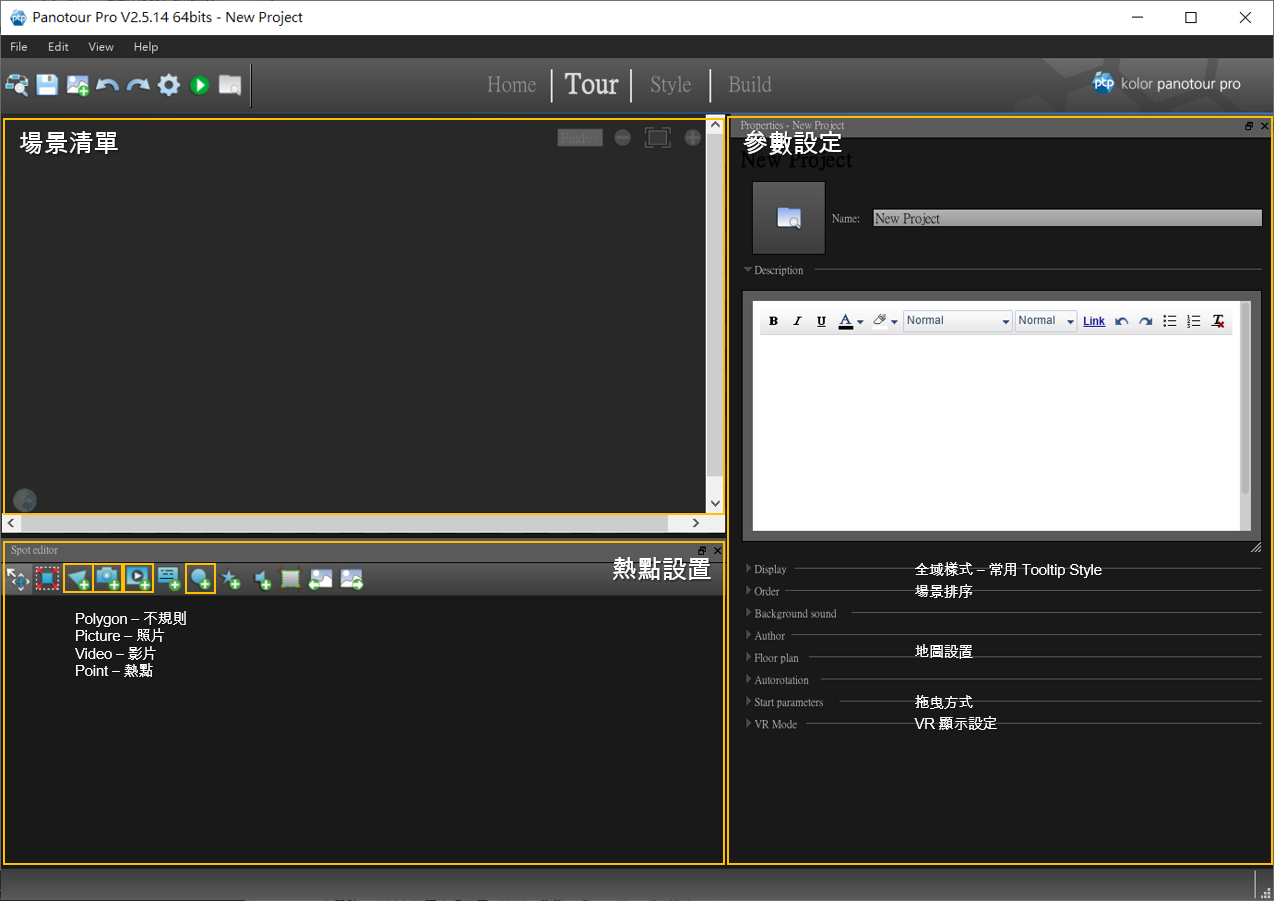 Panotour Pro V2.5.14 64bits - New Project
File Edit View Help
Home Tour Style Build
kolor panotour pro
場景清單
Find...
Properties - New Project
參數設定
New Project
Name: New Project
Description
B I U A Normal Normal Link
Spot editor
熱點設置
Polygon – 不規則
Picture – 照片
Video – 影片
Point – 熱點
Display 全域樣式 – 常用 Tooltip Style
Order 場景排序
Background sound
Author
Floor plan 地圖設置
Autorotation
Start parameters 拖曳方式
VR Mode VR 顯示設定